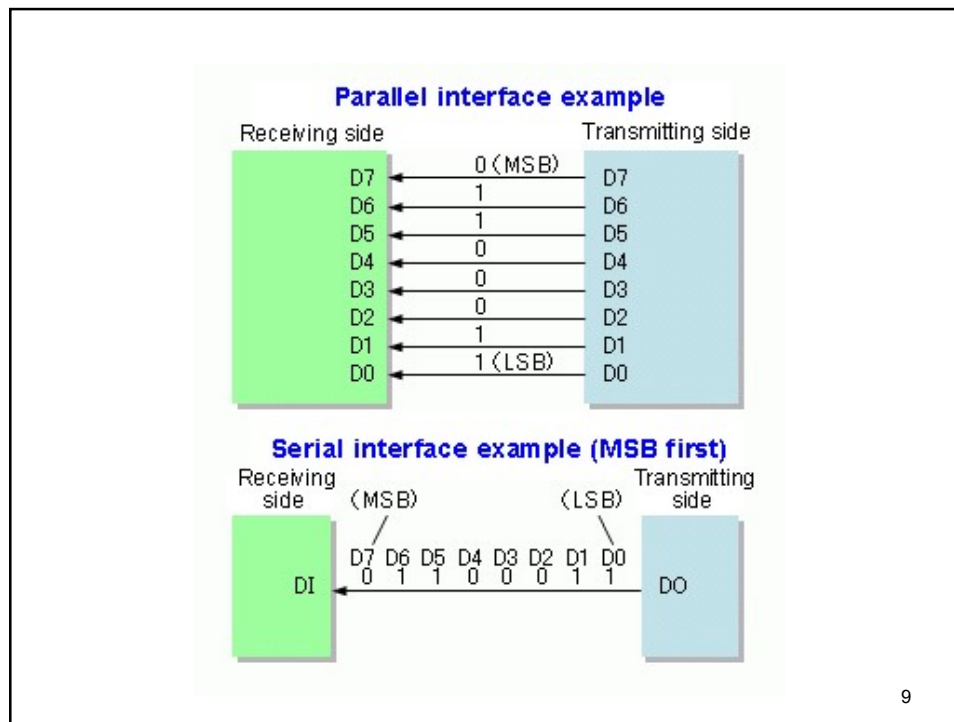 Parallel interface example
Receiving side Transmitting side
D7 0(MSB) D7
D6 1 D6
D5 1 D5
D4 0 D4
D3 0 D3
D2 0 D2
D1 1 D1
D0 1(LSB) D0
Serial interface example (MSB first)
Receiving side
(MSB) (LSB)
Transmitting side
D7 D6 D5 D4 D3 D2 D1 D0
0 1 1 0 0 0 1 1
DI DO
9